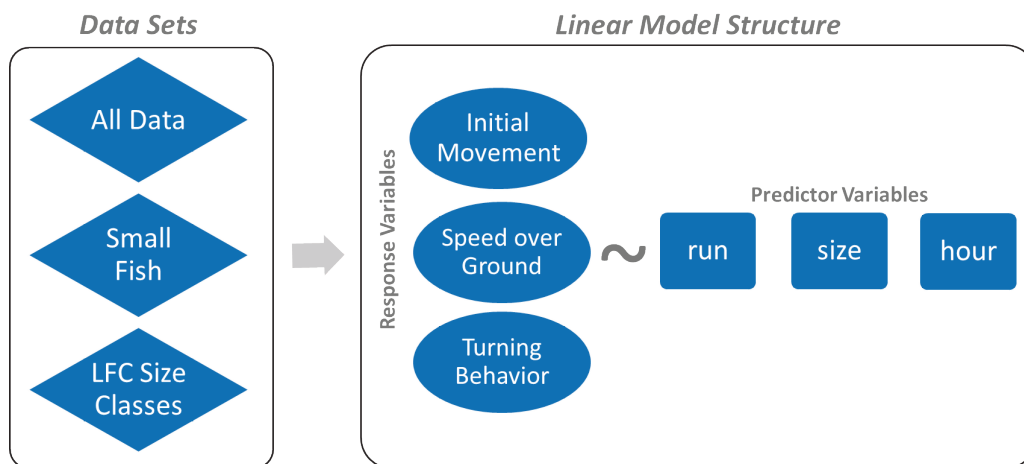 Data Sets
All Data
Small
Fish
LFC Size
Classes
Linear Model Structure
Response Variables
Initial
Movement
Speed over
Ground
Turning
Behavior
~
Predictor Variables
run
size
hour